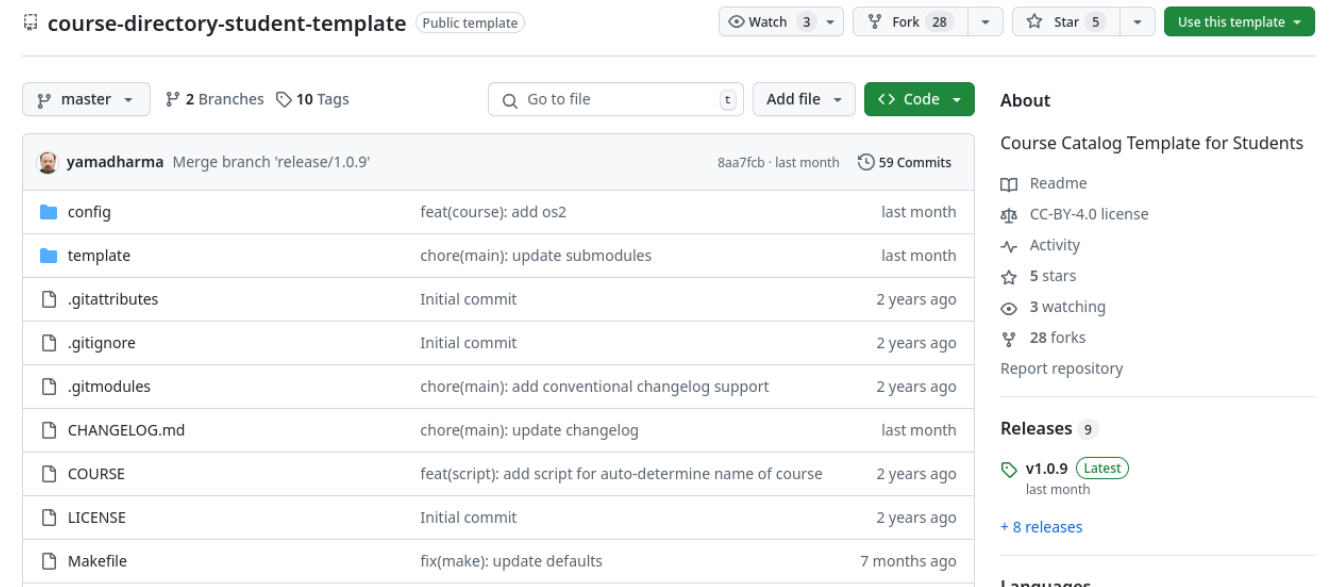 course-directory-student-template Public template Watch 3 Fork 28 Star 5 Use this template
master 2 Branches 10 Tags Go to file t Add file <> Code
yamadharma Merge branch 'release/1.0.9' 8aa7fcb · last month 59 Commits
config feat(course): add os2 last month
template chore(main): update submodules last month
.gitattributes Initial commit 2 years ago
.gitignore Initial commit 2 years ago
.gitmodules chore(main): add conventional changelog support 2 years ago
CHANGELOG.md chore(main): update changelog last month
COURSE feat(script): add script for auto-determine name of course 2 years ago
LICENSE Initial commit 2 years ago
Makefile fix(make): update defaults 7 months ago
About
Course Catalog Template for Students
Readme
CC-BY-4.0 license
Activity
5 stars
3 watching
28 forks
Report repository
Releases 9
v1.0.9 Latest
last month
+ 8 releases
Languages